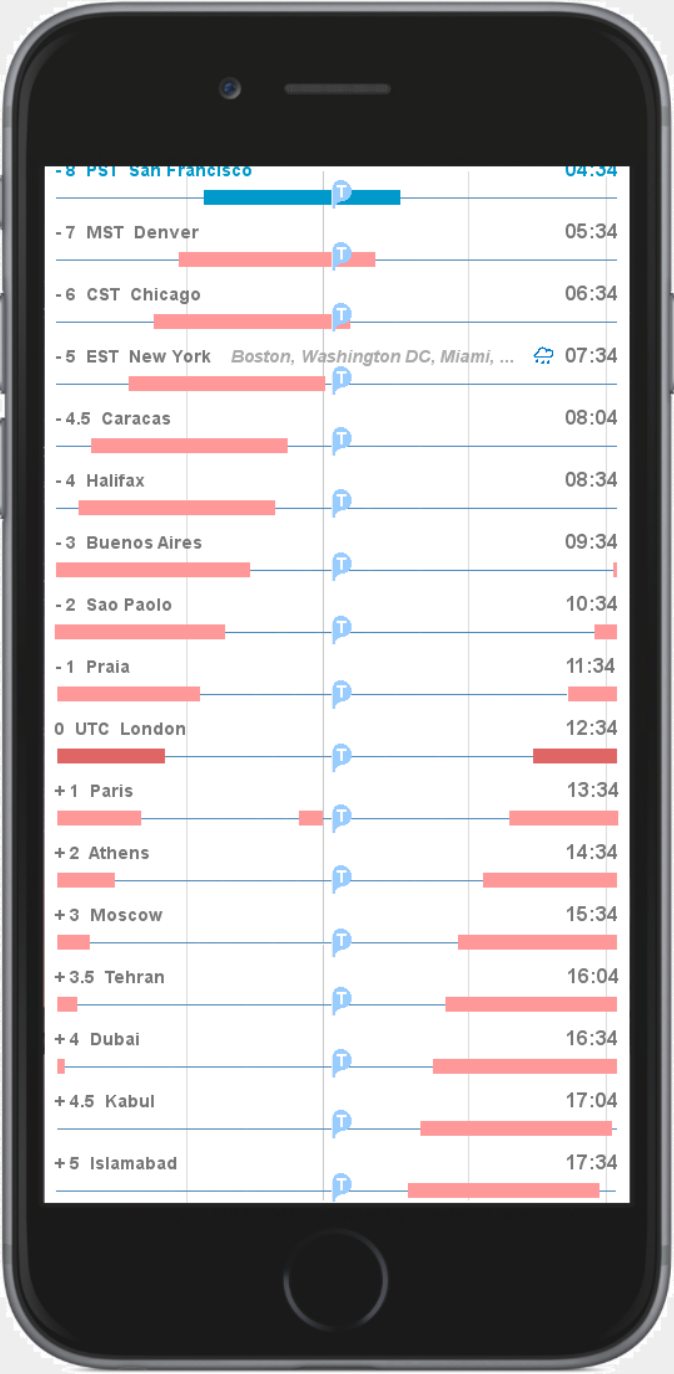 - 8 PST San Francisco 04:34
T
- 7 MST Denver 05:34
T
- 6 CST Chicago 06:34
T
- 5 EST New York Boston, Washington DC, Miami, ... 07:34
T
- 4.5 Caracas 08:04
T
- 4 Halifax 08:34
T
- 3 Buenos Aires 09:34
T
- 2 Sao Paolo 10:34
T
- 1 Praia 11:34
T
0 UTC London 12:34
T
+ 1 Paris 13:34
T
+ 2 Athens 14:34
T
+ 3 Moscow 15:34
T
+ 3.5 Tehran 16:04
T
+ 4 Dubai 16:34
T
+ 4.5 Kabul 17:04
T
+ 5 Islamabad 17:34
T